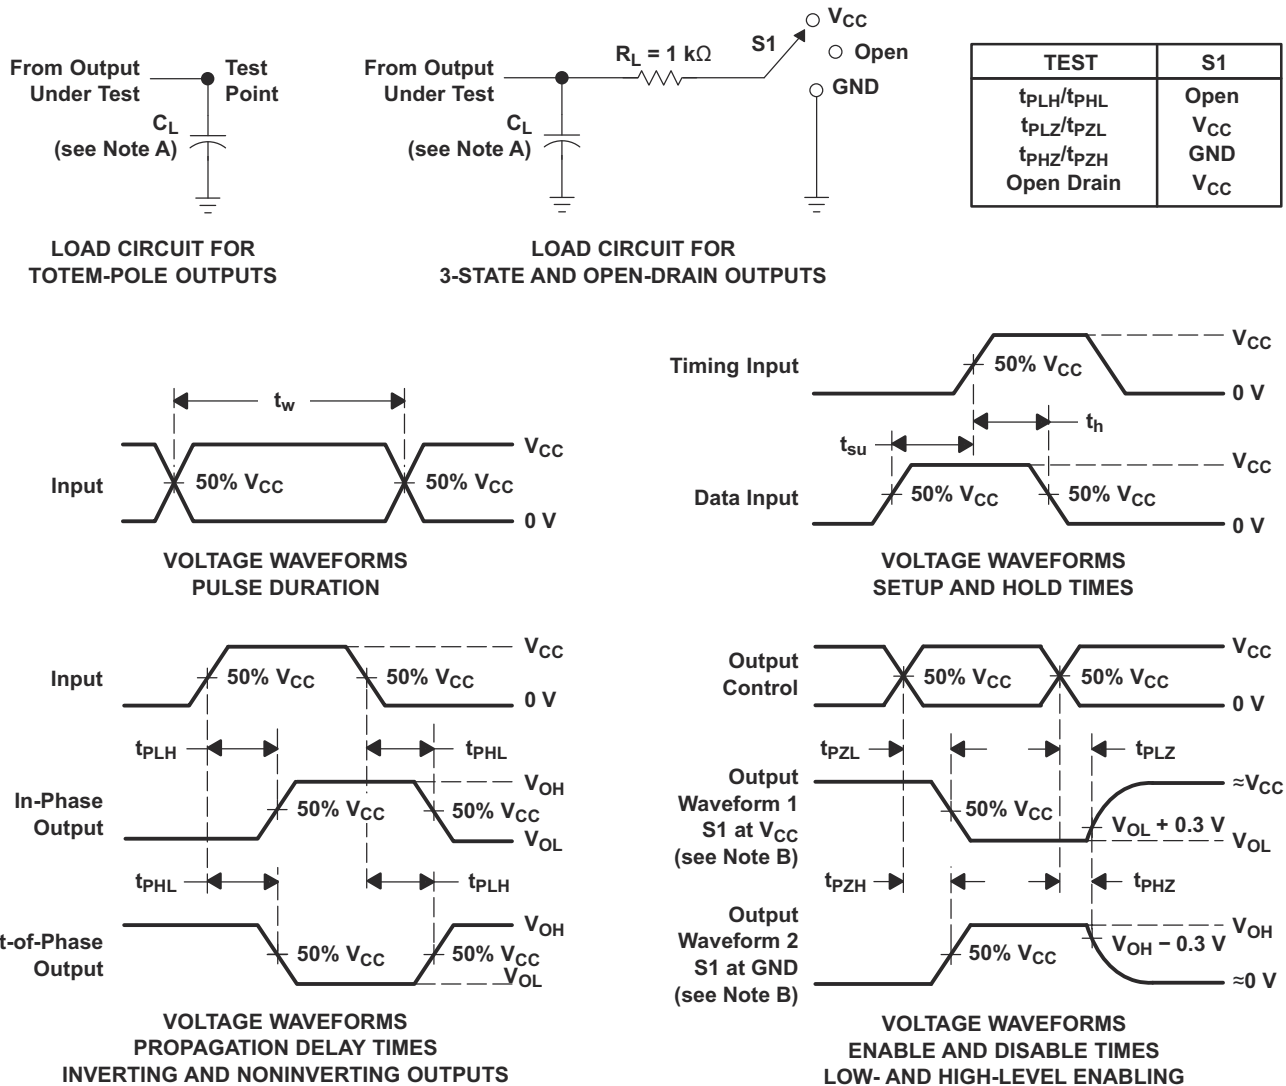 From Output
Under Test
Test
Point
CL
(see Note A)
LOAD CIRCUIT FOR
TOTEM-POLE OUTPUTS
From Output
Under Test
RL = 1 kΩ
S1
VCC
Open
GND
CL
(see Note A)
LOAD CIRCUIT FOR
3-STATE AND OPEN-DRAIN OUTPUTS
TEST S1
tPLH/tPHL Open
tPLZ/tPZL VCC
tPHZ/tPZH GND
Open Drain VCC
tw
Input
50% VCC
50% VCC
VCC
0 V
VOLTAGE WAVEFORMS
PULSE DURATION
Timing Input
50% VCC
VCC
0 V
tsu
th
Data Input
50% VCC
50% VCC
VCC
0 V
VOLTAGE WAVEFORMS
SETUP AND HOLD TIMES
Input
50% VCC
50% VCC
VCC
0 V
tPLH
tPHL
In-Phase
Output
50% VCC
50% VCC
VOH
VOL
tPHL
tPLH
t-of-Phase
Output
50% VCC
50% VCC
VOH
VOL
VOLTAGE WAVEFORMS
PROPAGATION DELAY TIMES
INVERTING AND NONINVERTING OUTPUTS
Output
Control
50% VCC
50% VCC
VCC
0 V
tPZL
tPLZ
Output
Waveform 1
S1 at VCC
(see Note B)
50% VCC
≈VCC
VOL + 0.3 V
VOL
tPZH
tPHZ
Output
Waveform 2
S1 at GND
(see Note B)
50% VCC
VOH
VOH − 0.3 V
≈0 V
VOLTAGE WAVEFORMS
ENABLE AND DISABLE TIMES
LOW- AND HIGH-LEVEL ENABLING